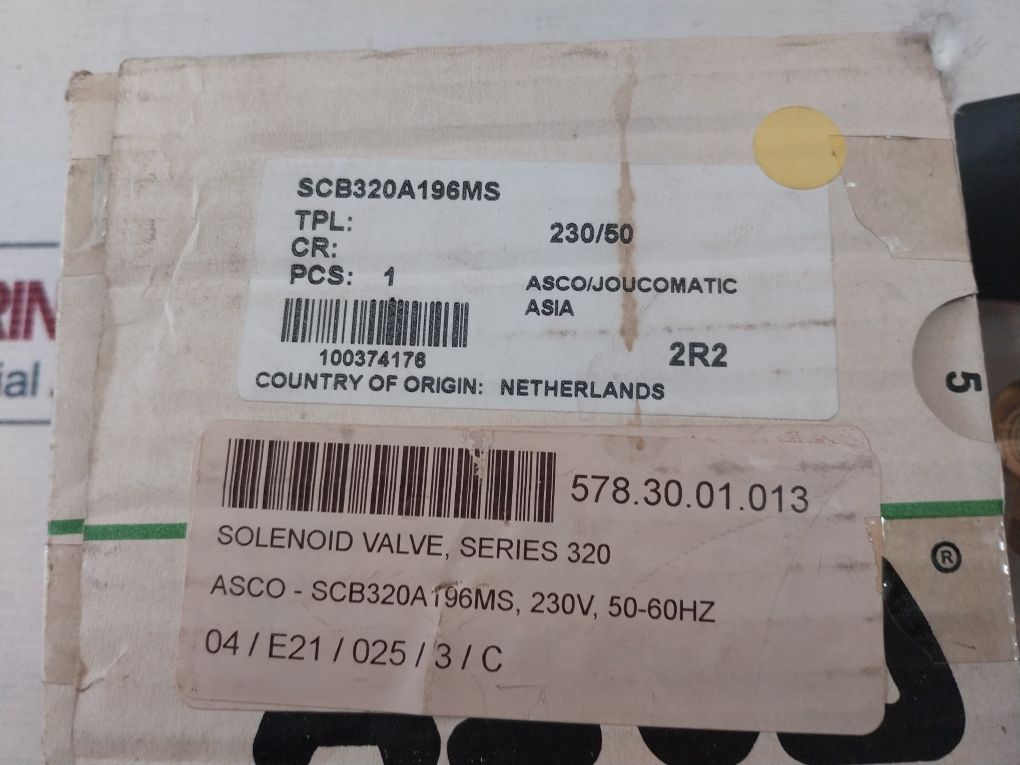 SCB320A196MS
TPL:
230/50
CR:
PCS: 1
ASCO/JOUCOMATIC
ASIA
100374176
2R2
COUNTRY OF ORIGIN: NETHERLANDS
5
578.30.01.013
SOLENOID VALVE, SERIES 320
ASCO - SCB320A196MS, 230V, 50-60HZ
04 / E21 / 025 / 3 / C
®